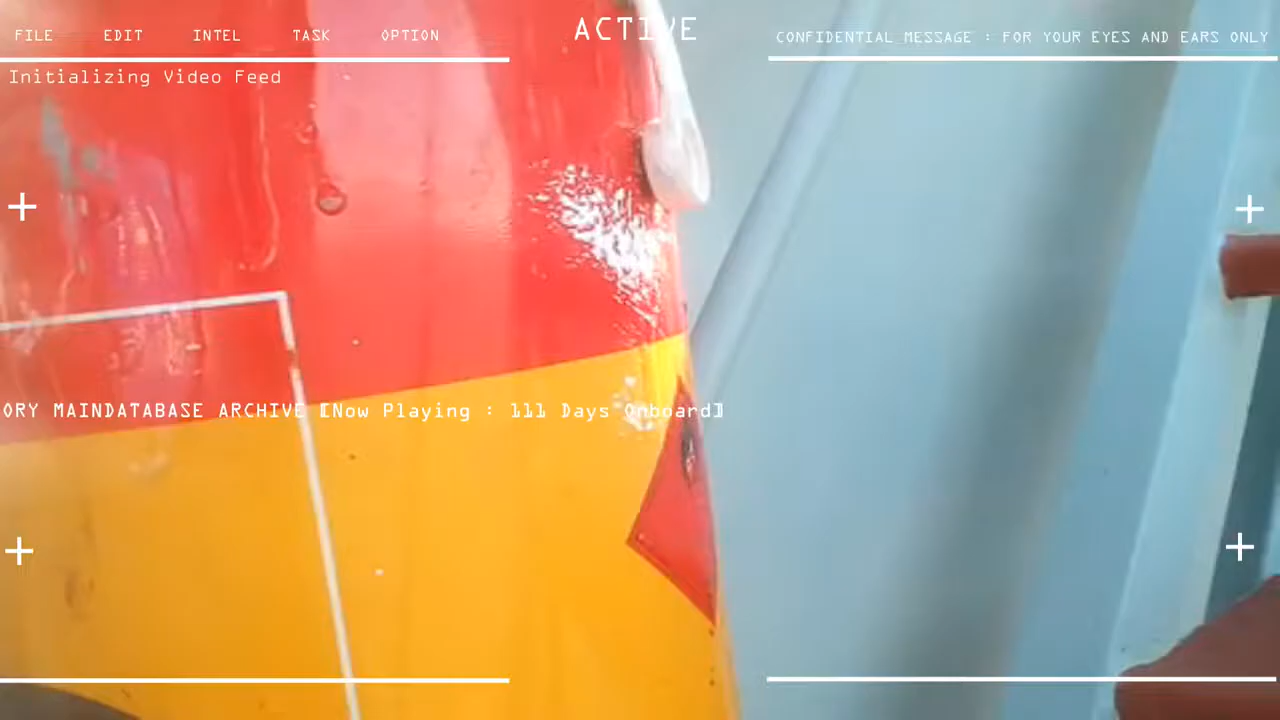 FILE EDIT INTEL TASK OPTION
ACTIVE
CONFIDENTIAL MESSAGE : FOR YOUR EYES AND EARS ONLY
Initializing Video Feed
ORY MAINDATABASE ARCHIVE [Now Playing : 111 Days Onboard]